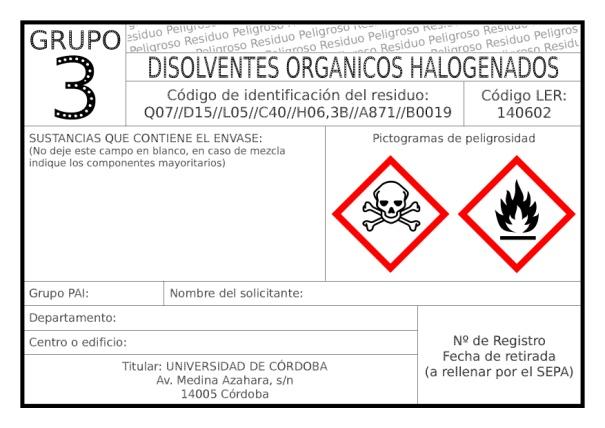 GRUPO
3
Residuo Peligroso Residuo Peligroso Residuo Peligroso
Peligroso Residuo Peligroso Residuo Peligroso Residuo Peligroso
DISOLVENTES ORGANICOS HALOGENADOS
Código de identificación del residuo:
Q07//D15//L05//C40//H06,3B//A871//B0019
Código LER:
140602
SUSTANCIAS QUE CONTIENE EL ENVASE:
(No deje este campo en blanco, en caso de mezcla
indique los componentes mayoritarios)
Pictogramas de peligrosidad
Grupo PAI:
Nombre del solicitante:
Departamento:
Centro o edificio:
Titular: UNIVERSIDAD DE CÓRDOBA
Av. Medina Azahara, s/n
14005 Córdoba
Nº de Registro
Fecha de retirada
(a rellenar por el SEPA)